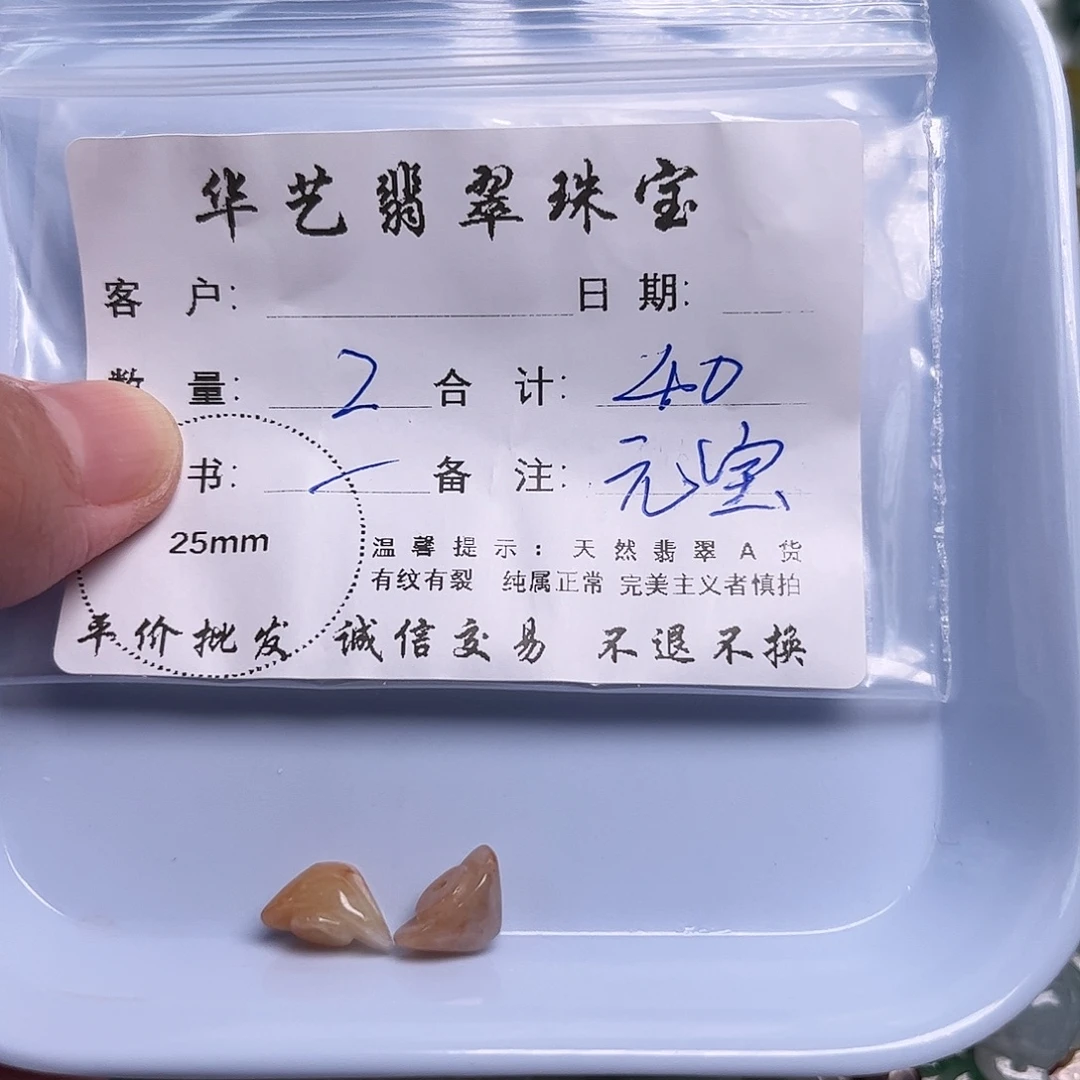 华艺翡翠珠宝
客 户： 日 期：
数 量： 2 合 计： 40
书： 一 备 注： 元宝
25mm
温馨提示：天然翡翠A货
有纹有裂 纯属正常 完美主义者慎拍
平价批发 诚信交易 不退不换